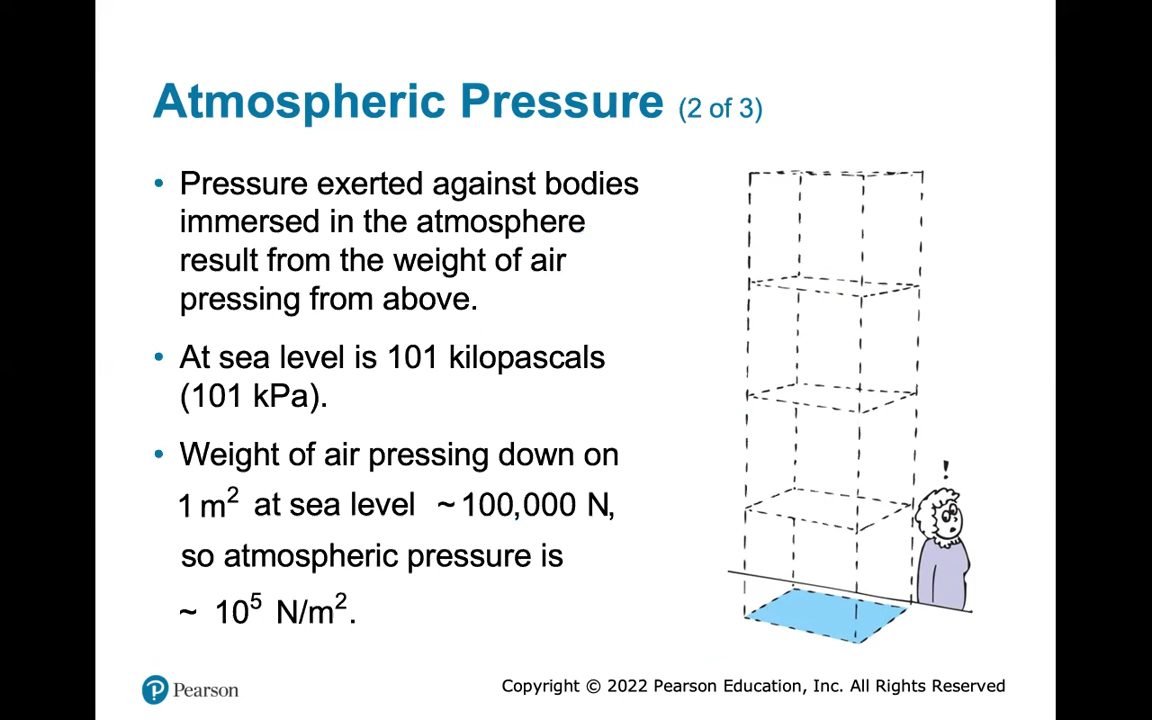 Atmospheric Pressure (2 of 3)
• Pressure exerted against bodies
immersed in the atmosphere
result from the weight of air
pressing from above.
• At sea level is 101 kilopascals
(101 kPa).
• Weight of air pressing down on
1 m² at sea level ~100,000 N,
so atmospheric pressure is
~ 10⁵ N/m².
!
Pearson
Copyright © 2022 Pearson Education, Inc. All Rights Reserved